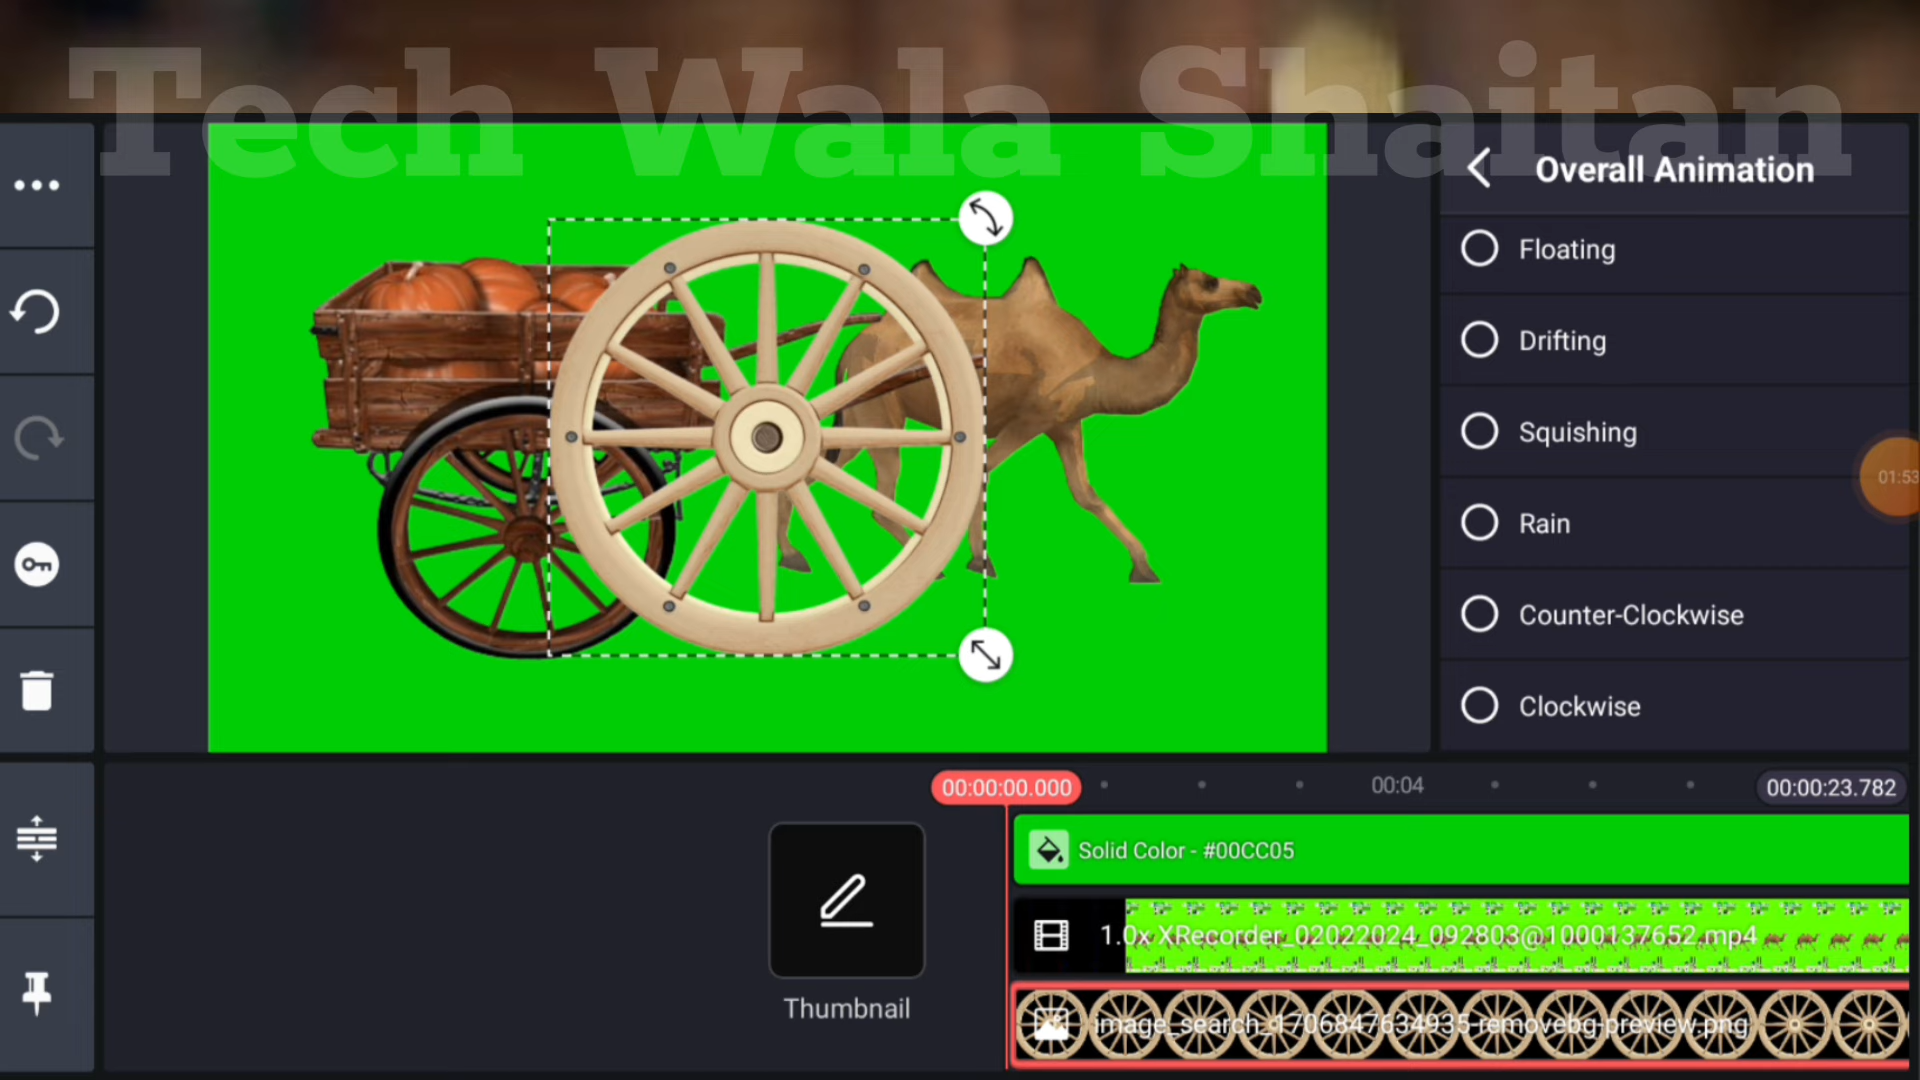 Tech Wala Shaitan
Overall Animation
Floating
Drifting
Squishing
01:53
Rain
Counter-Clockwise
Clockwise
00:00:00.000
00:04
00:00:23.782
Solid Color - #00CC05
1.0x XRecorder_02022024_092803@1000137652.mp4
Thumbnail
image_search_1706847634935-removebg-preview.png